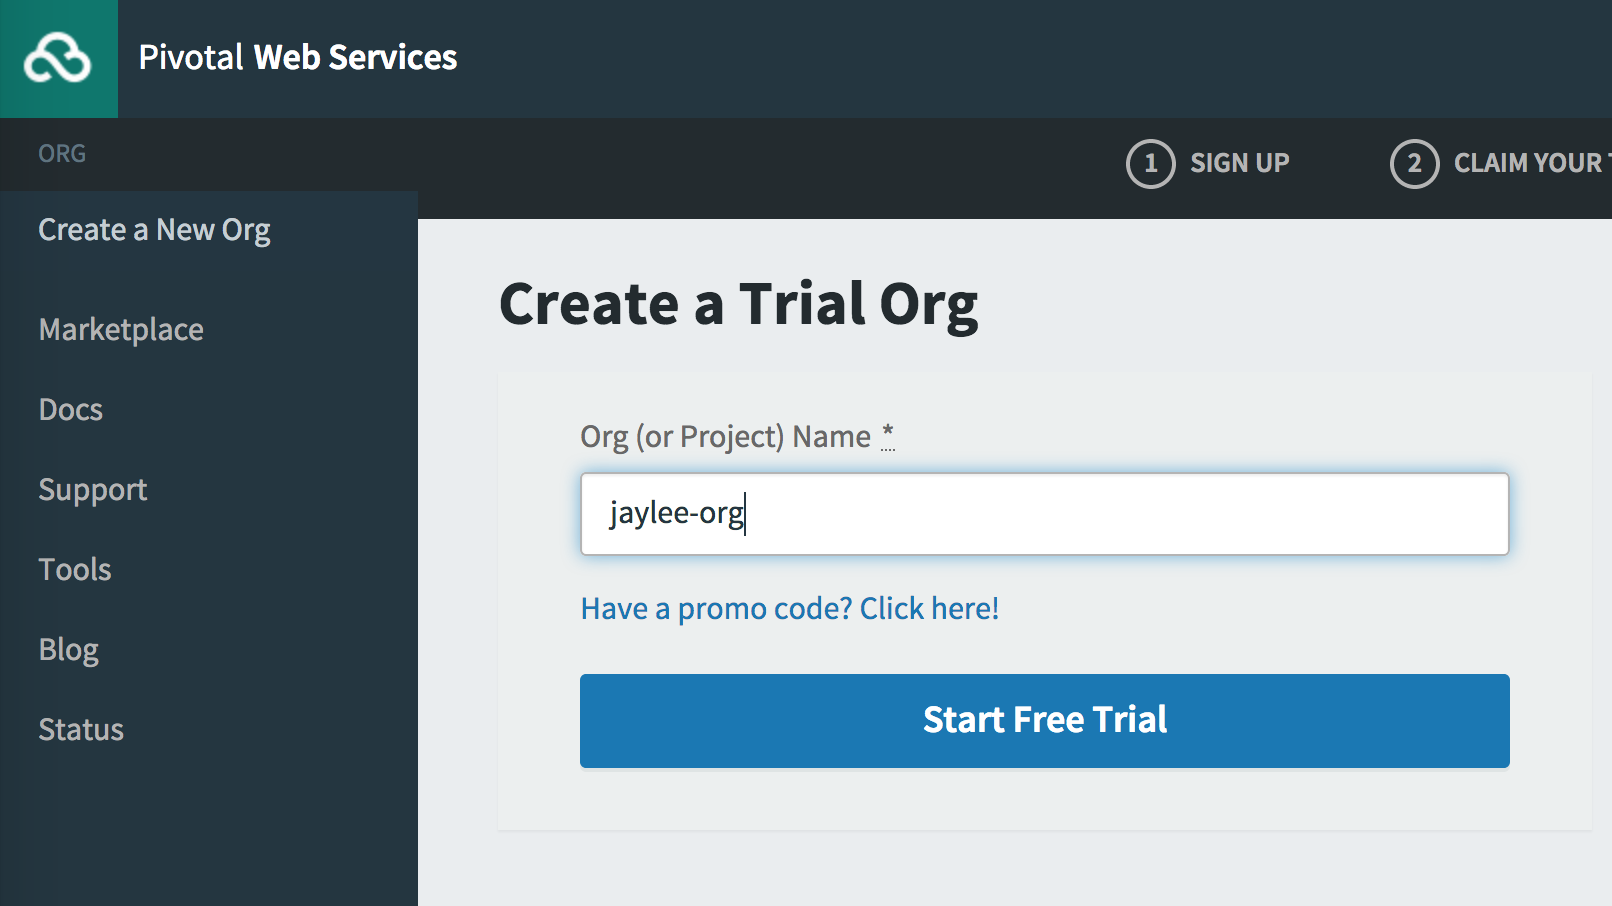 Pivotal Web Services
ORG
1 SIGN UP
2 CLAIM YOUR
Create a New Org
Marketplace
Docs
Support
Tools
Blog
Status
Create a Trial Org
Org (or Project) Name *
jaylee-org
Have a promo code? Click here!
Start Free Trial